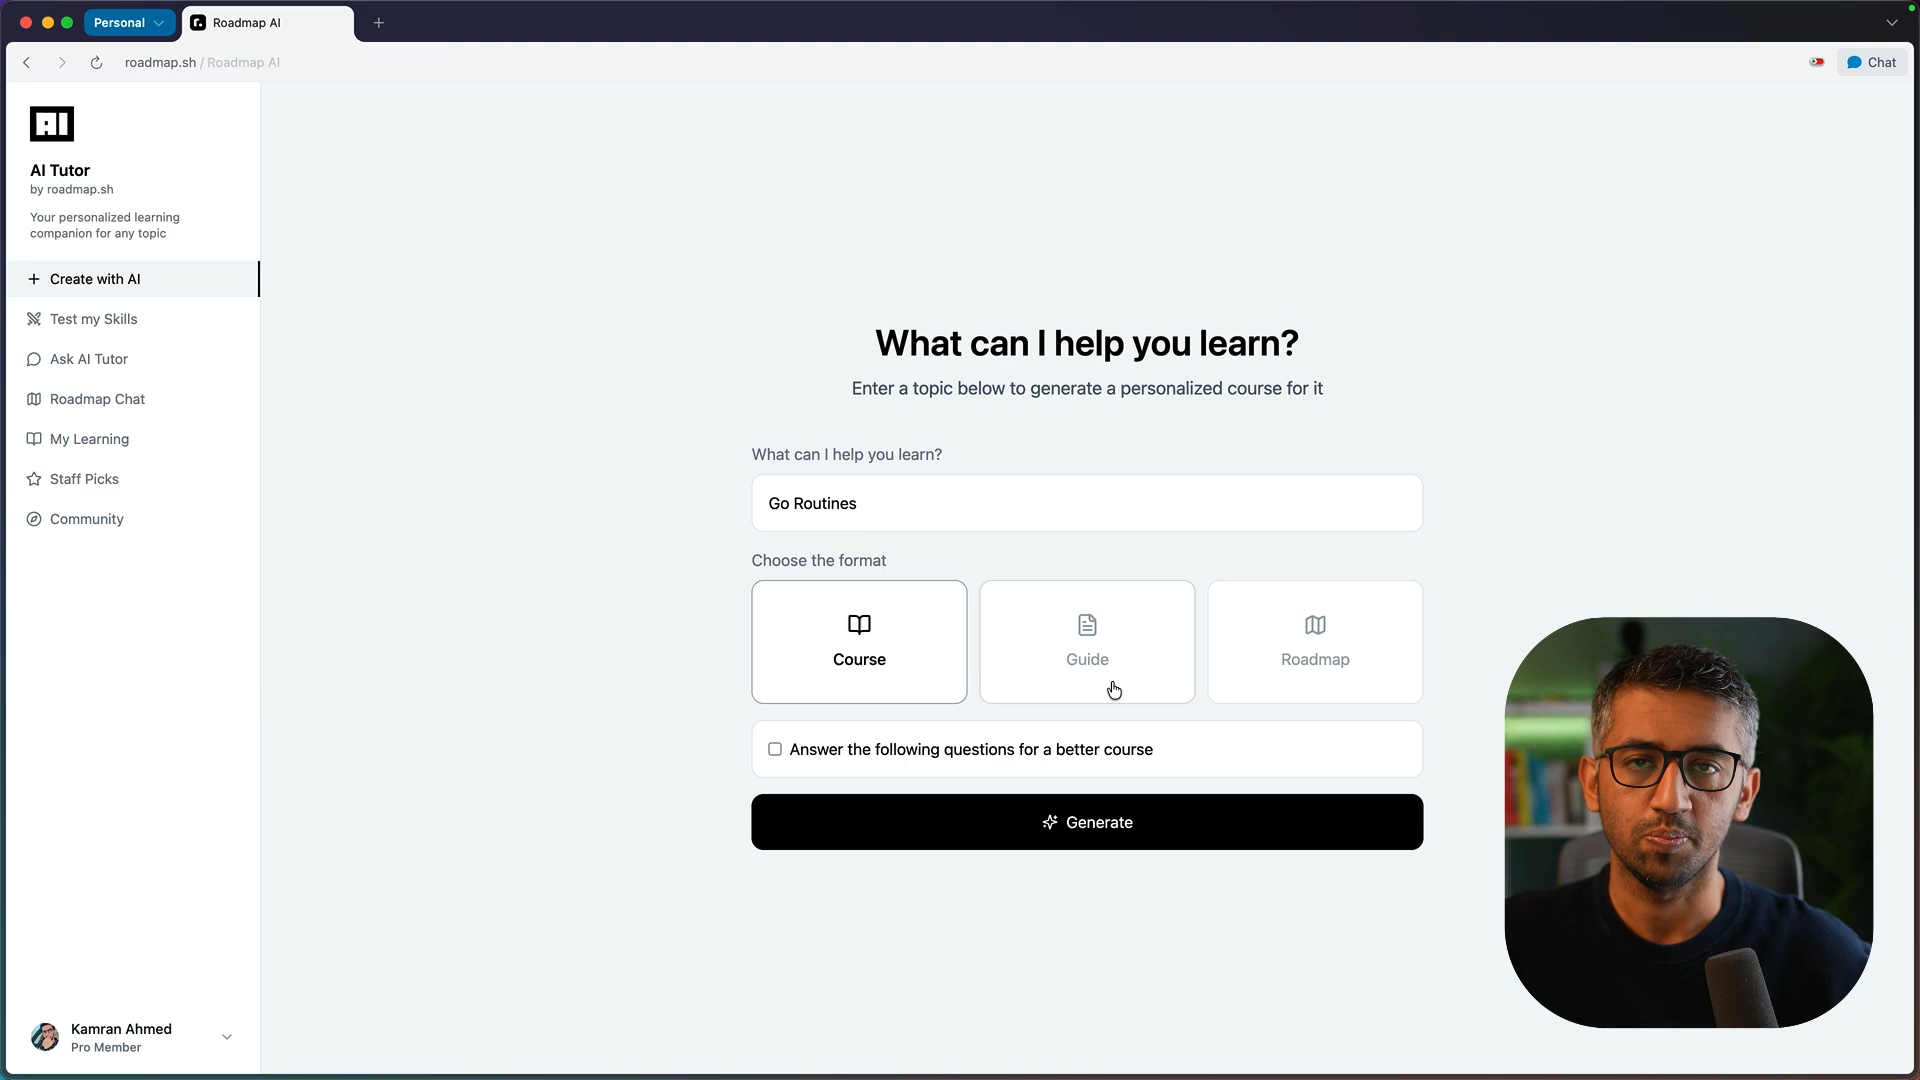 Personal
Roadmap AI
roadmap.sh / Roadmap AI
Chat
AI
AI Tutor
by roadmap.sh
Your personalized learning
companion for any topic
Create with AI
Test my Skills
Ask AI Tutor
Roadmap Chat
My Learning
Staff Picks
Community
What can I help you learn?
Enter a topic below to generate a personalized course for it
What can I help you learn?
Go Routines
Choose the format
Course
Guide
Roadmap
Answer the following questions for a better course
Generate
Kamran Ahmed
Pro Member